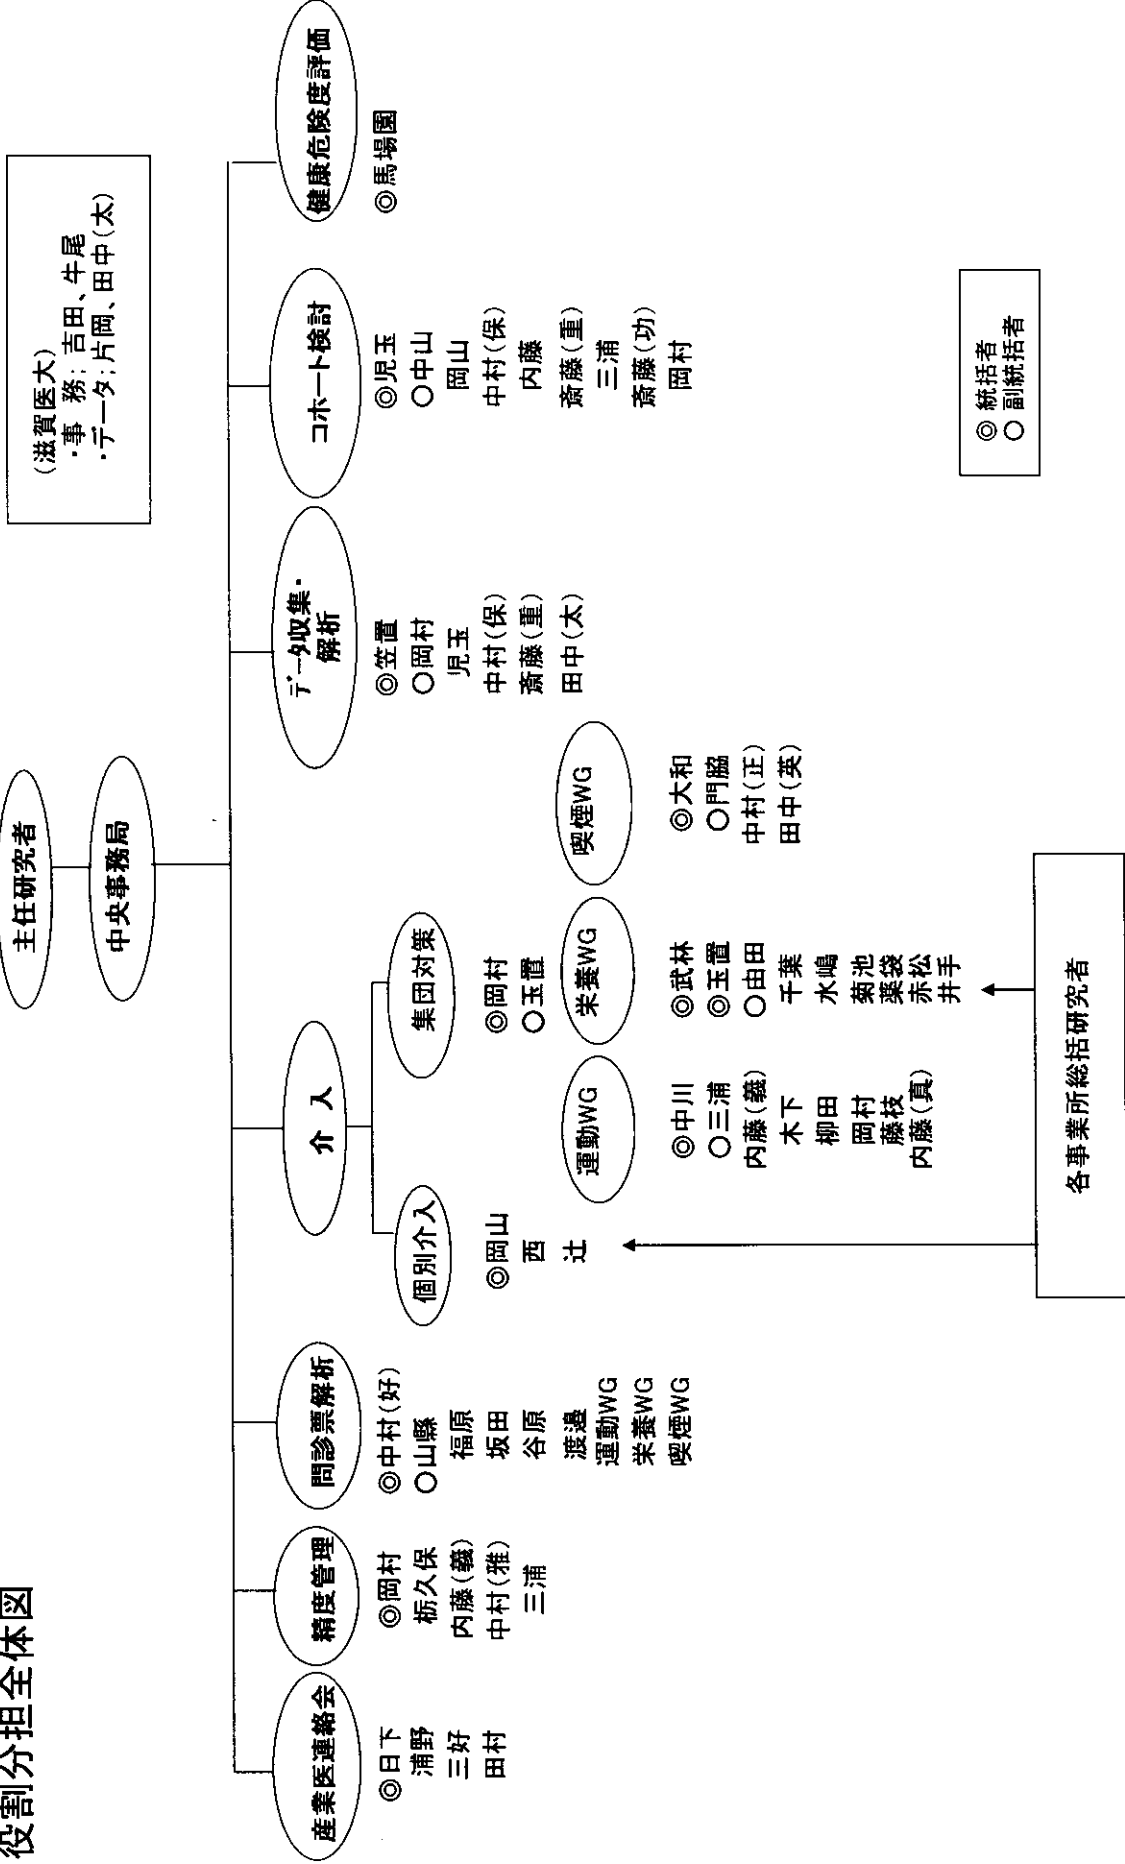 役割分担全体図
主任研究者
中央事務局
(滋賀医大)
・事 務; 吉田、牛尾
・データ; 片岡、田中(太)
産業医連絡会
◎日下
浦野
三好
田村
精度管理
◎岡村
栃久保
内藤(義)
中村(雅)
三浦
問診票解析
◎中村(好)
○山縣
福原
坂田
谷原
渡邉
運動WG
栄養WG
喫煙WG
介 入
個別介入
◎岡山
西
辻
集団対策
◎岡村
○玉置
運動WG
◎中川
○三浦
内藤(義)
木下
柳田
岡村
藤枝
内藤(真)
栄養WG
◎武林
◎玉置
○由田
千葉
水嶋
菊池
薬袋
赤松
井手
喫煙WG
◎大和
○門脇
中村(正)
田中(英)
データ収集・
解析
◎笠置
○岡村
児玉
中村(保)
斎藤(重)
田中(太)
コホート検討
◎児玉
○中山
岡山
中村(保)
内藤
斎藤(重)
三浦
斎藤(功)
岡村
健康危険度評価
◎馬場園
各事業所総括研究者
◎ 統括者
○ 副統括者